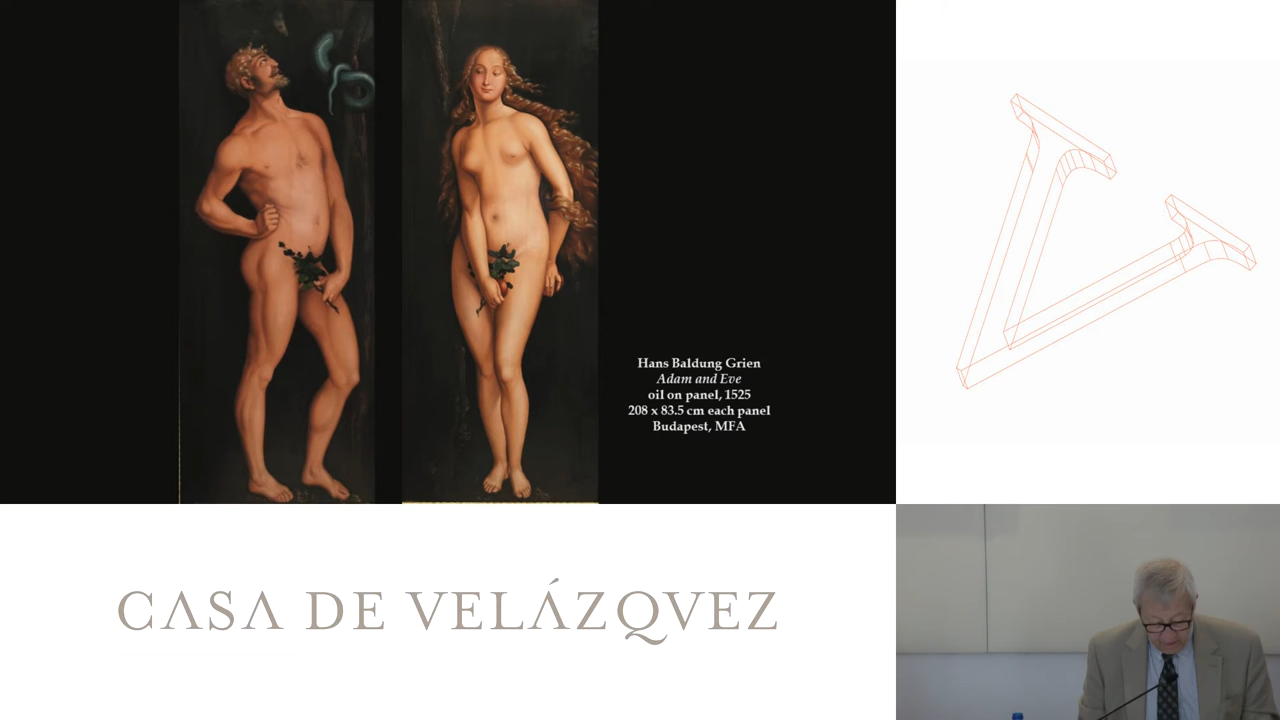 Hans Baldung Grien
Adam and Eve
oil on panel, 1525
208 x 83.5 cm each panel
Budapest, MFA
CASA DE VELÁZQVEZ